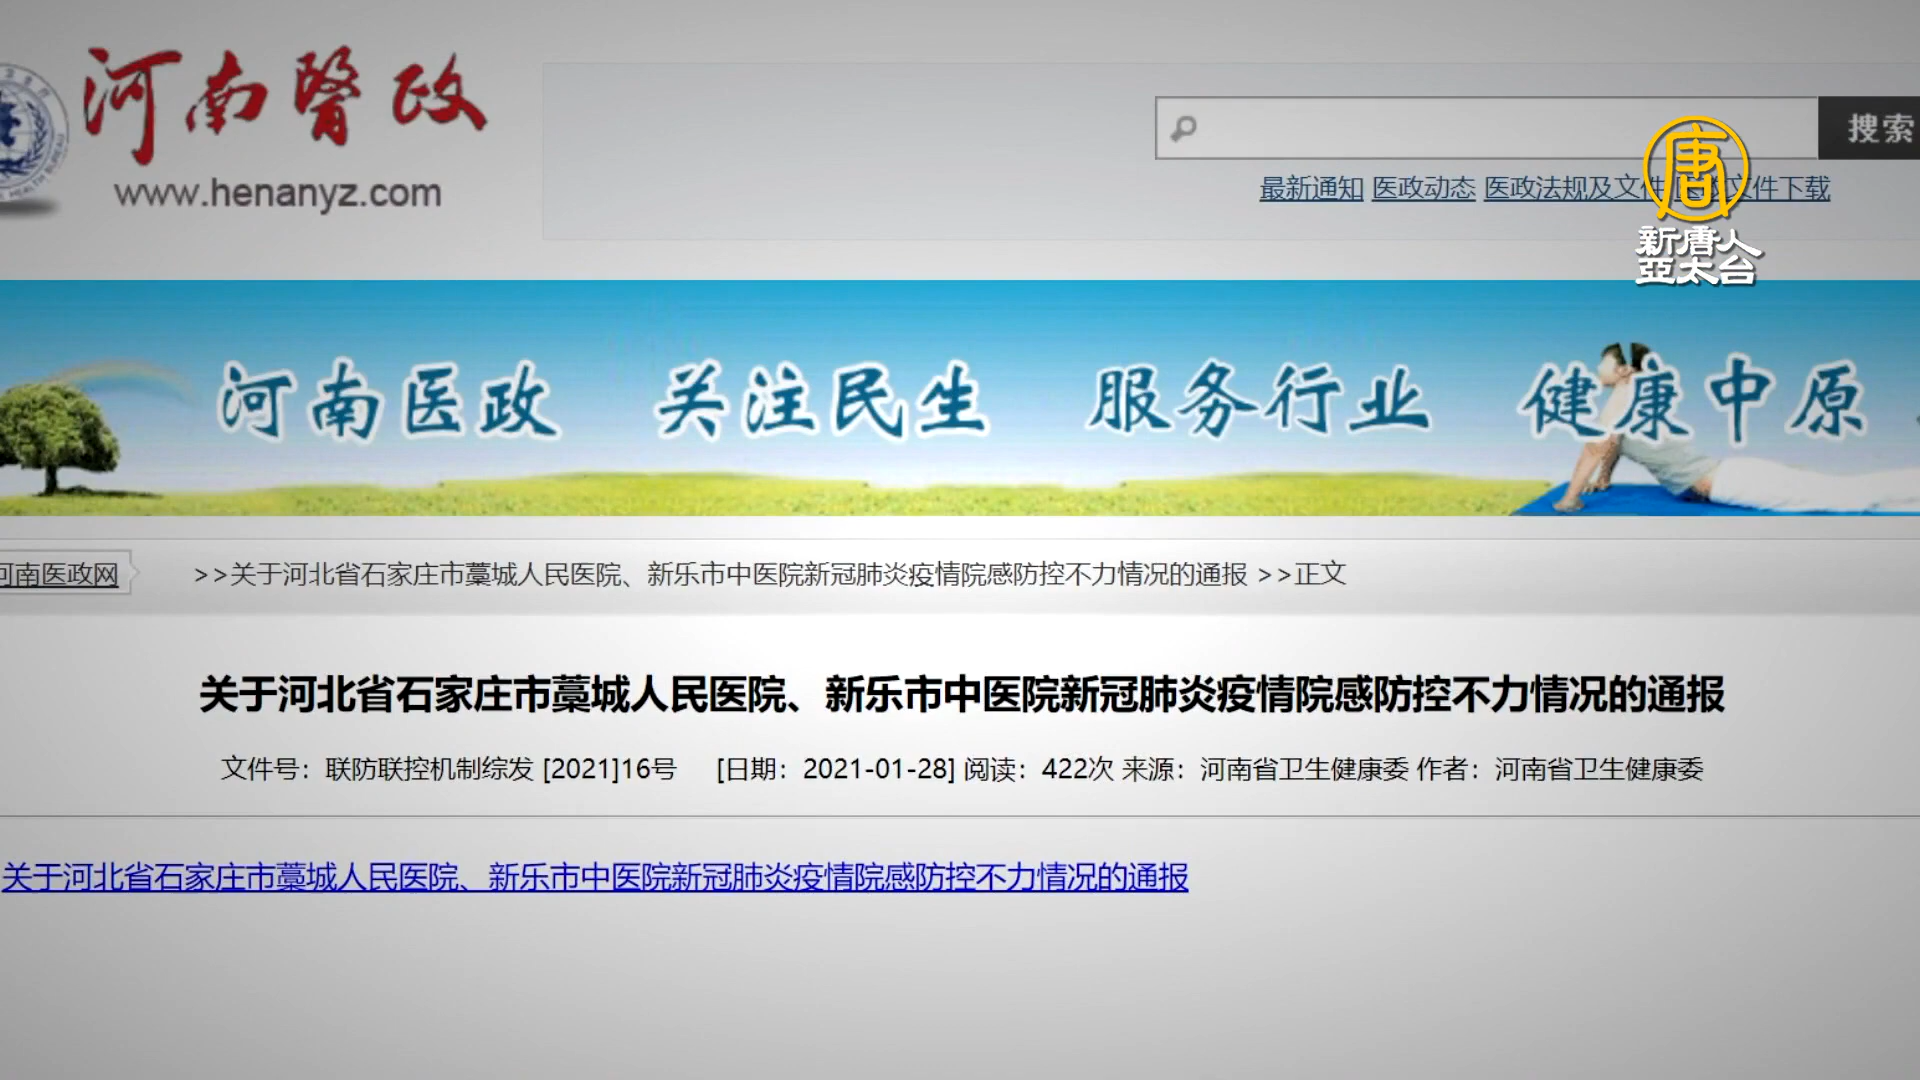 河南醫政
www.henanyz.com
搜索
最新通知 医政动态 医政法规及文件 文件下载
唐
新唐人
亞太台
河南医政 关注民生 服务行业 健康中原
河南医政网 >>关于河北省石家庄市藁城人民医院、新乐市中医院新冠肺炎疫情院感防控不力情况的通报 >>正文
关于河北省石家庄市藁城人民医院、新乐市中医院新冠肺炎疫情院感防控不力情况的通报
文件号：联防联控机制综发 [2021]16号 [日期：2021-01-28] 阅读：422次 来源：河南省卫生健康委 作者：河南省卫生健康委
关于河北省石家庄市藁城人民医院、新乐市中医院新冠肺炎疫情院感防控不力情况的通报